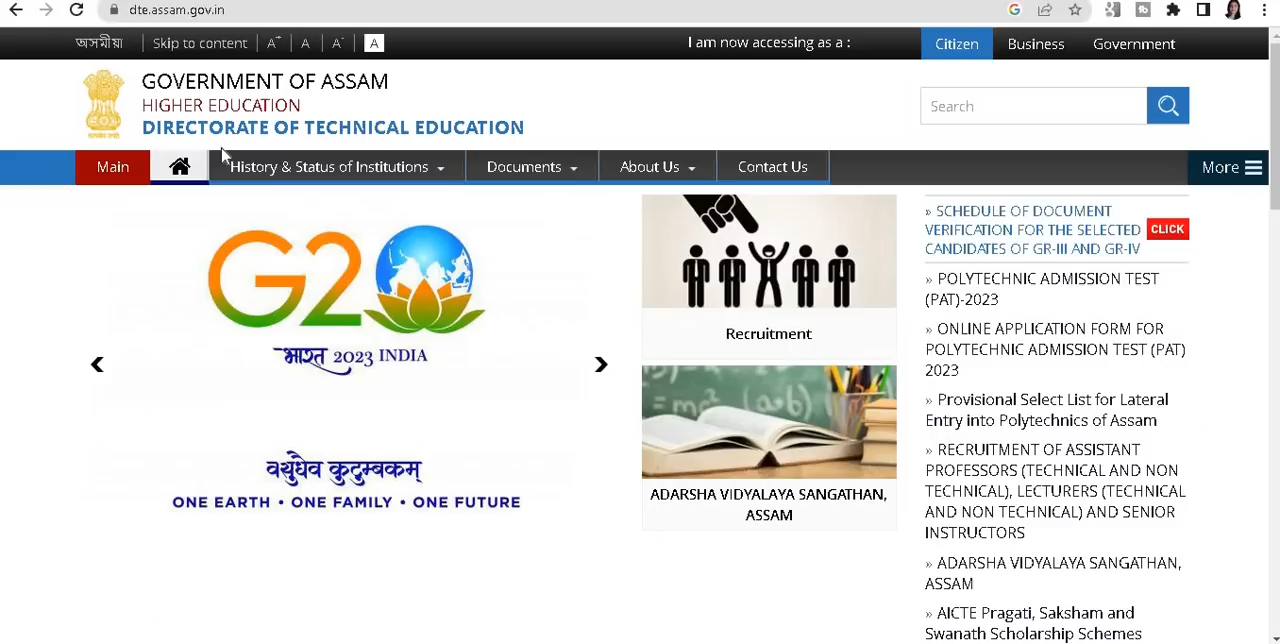 dte.assam.gov.in
অসমীয়া Skip to content A+ A A- A I am now accessing as a : Citizen Business Government
GOVERNMENT OF ASSAM
HIGHER EDUCATION
DIRECTORATE OF TECHNICAL EDUCATION
Search
Main History & Status of Institutions Documents About Us Contact Us More
G20
भारत 2023 INDIA
वसुधैव कुटुम्बकम्
ONE EARTH • ONE FAMILY • ONE FUTURE
Recruitment
ADARSHA VIDYALAYA SANGATHAN,
ASSAM
» SCHEDULE OF DOCUMENT
VERIFICATION FOR THE SELECTED CLICK
CANDIDATES OF GR-III AND GR-IV
» POLYTECHNIC ADMISSION TEST
(PAT)-2023
» ONLINE APPLICATION FORM FOR
POLYTECHNIC ADMISSION TEST (PAT)
2023
» Provisional Select List for Lateral
Entry into Polytechnics of Assam
» RECRUITMENT OF ASSISTANT
PROFESSORS (TECHNICAL AND NON
TECHNICAL), LECTURERS (TECHNICAL
AND NON TECHNICAL) AND SENIOR
INSTRUCTORS
» ADARSHA VIDYALAYA SANGATHAN,
ASSAM
» AICTE Pragati, Saksham and
Swanath Scholarship Schemes